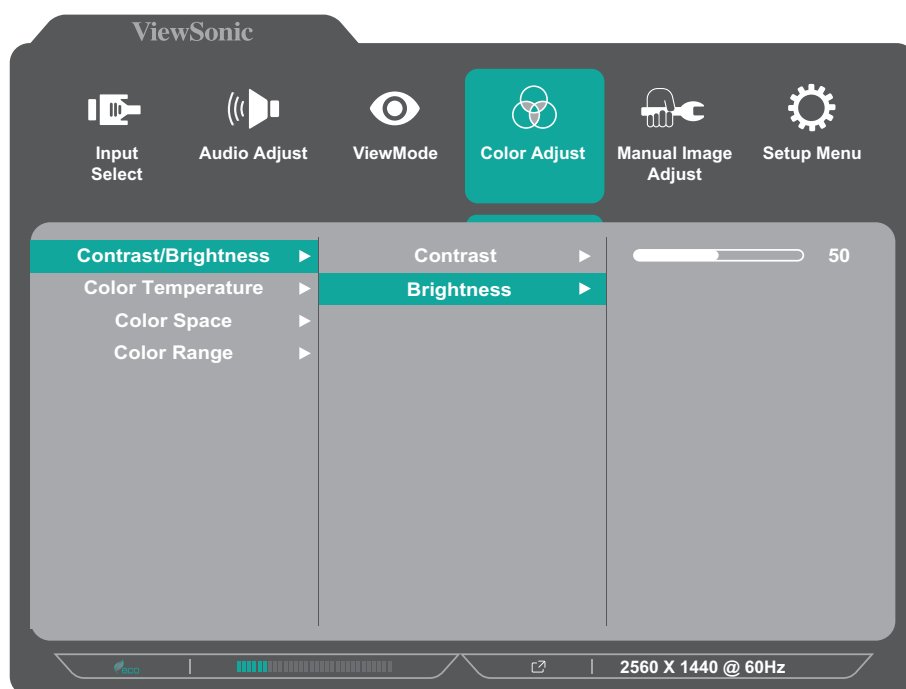 ViewSonic
Input
Select
Audio Adjust
ViewMode
Color Adjust
Manual Image
Adjust
Setup Menu
Contrast/Brightness
Color Temperature
Color Space
Color Range
Contrast
Brightness
50
eco
2560 X 1440 @ 60Hz